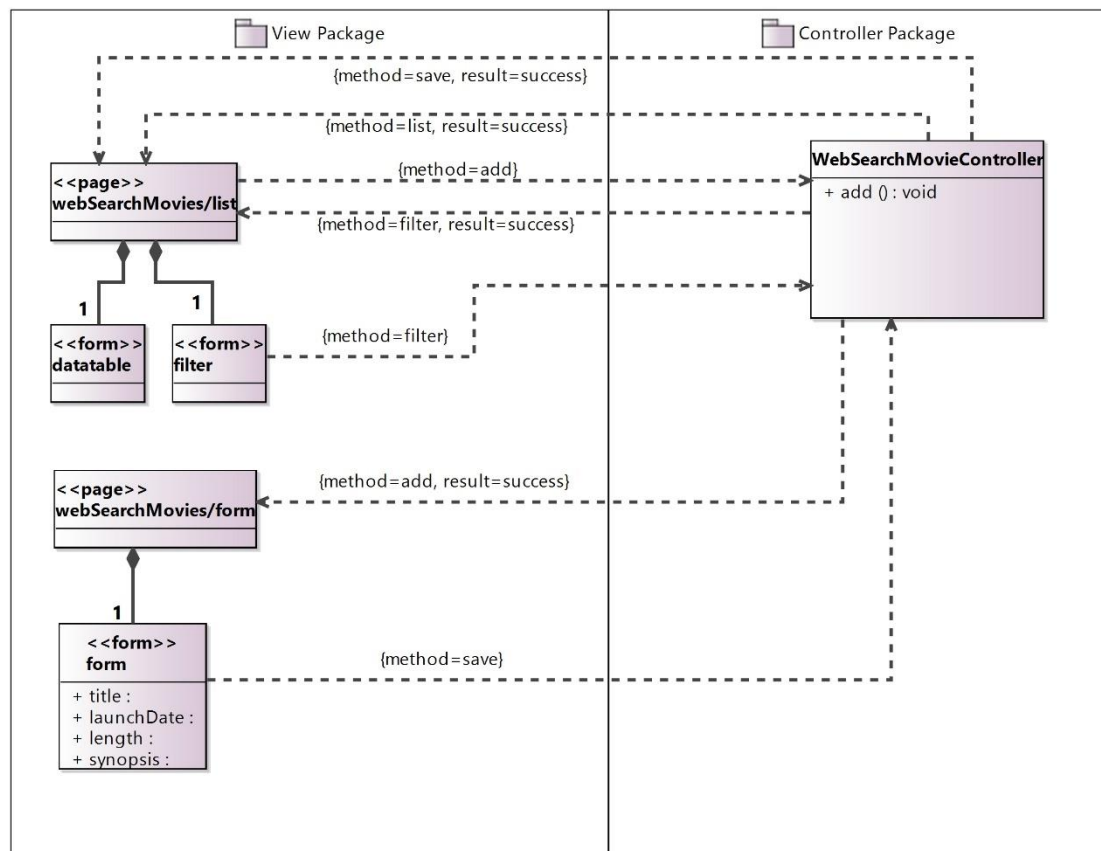 View Package
Controller Package
{method=save, result=success}
{method=list, result=success}
<<page>>
webSearchMovies/list
{method=add}
WebSearchMovieController
+ add () : void
{method=filter, result=success}
1
1
<<form>>
datatable
<<form>>
filter
{method=filter}
<<page>>
webSearchMovies/form
{method=add, result=success}
1
<<form>>
form
+ title :
+ launchDate :
+ length :
+ synopsis :
{method=save}